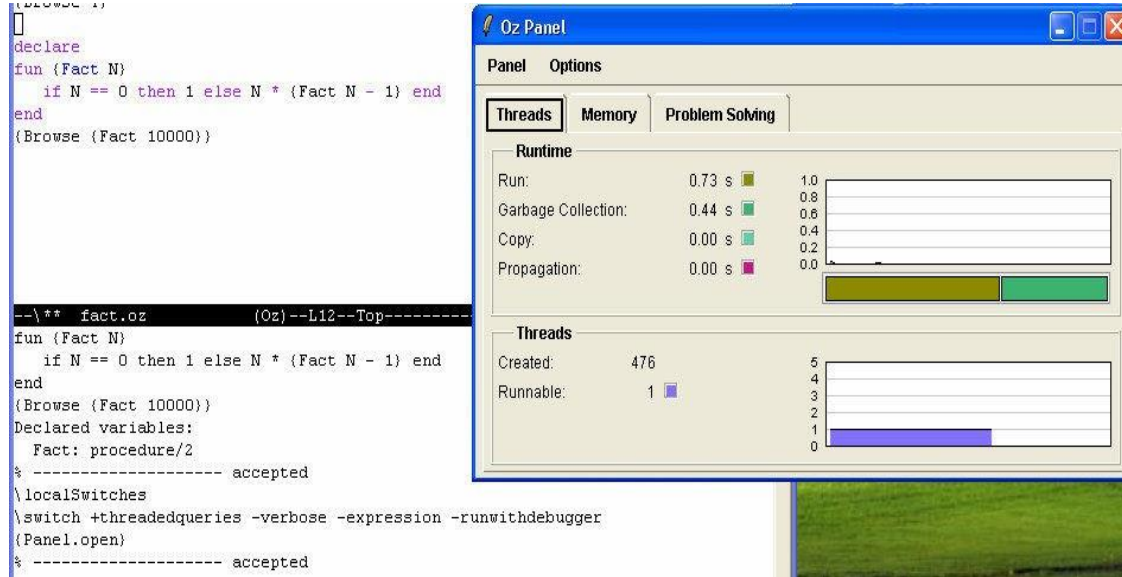 {Browse 1}
declare
fun {Fact N}
if N == 0 then 1 else N * {Fact N - 1} end
end
{Browse {Fact 10000}}
--\** fact.oz (Oz)--L12--Top----------
fun {Fact N}
if N == 0 then 1 else N * {Fact N - 1} end
end
{Browse {Fact 10000}}
Declared variables:
Fact: procedure/2
% -------------------- accepted
\localSwitches
\switch +threadedqueries -verbose -expression -runwithdebugger
{Panel.open}
% -------------------- accepted
Oz Panel
Panel Options
Threads Memory Problem Solving
Runtime
Run: 0.73 s
Garbage Collection: 0.44 s
Copy: 0.00 s
Propagation: 0.00 s
1.0
0.8
0.6
0.4
0.2
0.0
Threads
Created: 476
Runnable: 1
5
4
3
2
1
0